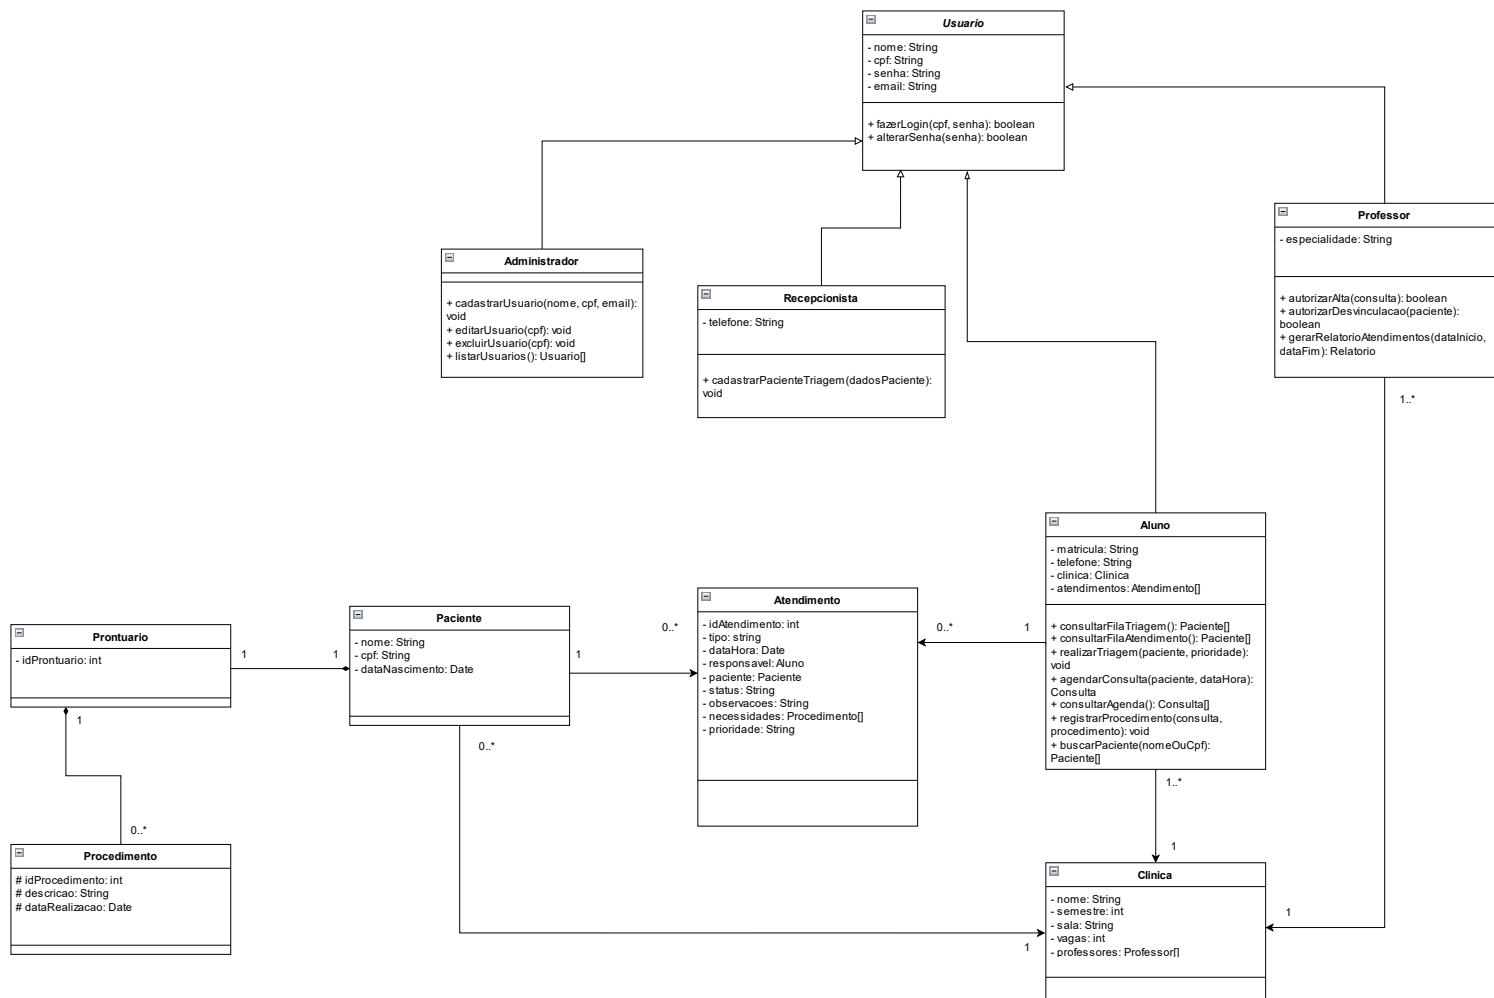 Usuario
- nome: String
- cpf: String
- senha: String
- email: String
+ fazerLogin(cpf, senha): boolean
+ alterarSenha(senha): boolean
Professor
- especialidade: String
+ autorizarAlta(consulta): boolean
+ autorizarDesvinculacao(paciente):
boolean
+ gerarRelatorioAtendimentos(dataInicio,
dataFim): Relatorio
1..*
Administrador
+ cadastrarUsuario(nome, cpf, email):
void
+ editarUsuario(cpf): void
+ excluirUsuario(cpf): void
+ listarUsuarios(): Usuario[]
Recepcionista
- telefone: String
+ cadastrarPacienteTriagem(dadosPaciente):
void
Aluno
- matricula: String
- telefone: String
- clinica: Clinica
- atendimentos: Atendimento[]
+ consultarFilaTriagem(): Paciente[]
+ consultarFilaAtendimento(): Paciente[]
+ realizarTriagem(paciente, prioridade):
void
+ agendarConsulta(paciente, dataHora):
Consulta
+ consultarAgenda(): Consulta[]
+ registrarProcedimento(consulta,
procedimento): void
+ buscarPaciente(nomeOuCpf):
Paciente[]
1..*
1
0..*
1
Atendimento
- idAtendimento: int
- tipo: string
- dataHora: Date
- responsavel: Aluno
- paciente: Paciente
- status: String
- observacoes: String
- necessidades: Procedimento[]
- prioridade: String
0..*
1
Paciente
- nome: String
- cpf: String
- dataNascimento: Date
0..*
1
1
1
Prontuario
- idProntuario: int
1
0..*
Procedimento
# idProcedimento: int
# descricao: String
# dataRealizacao: Date
Clinica
- nome: String
- semestre: int
- sala: String
- vagas: int
- professores: Professor[]
1